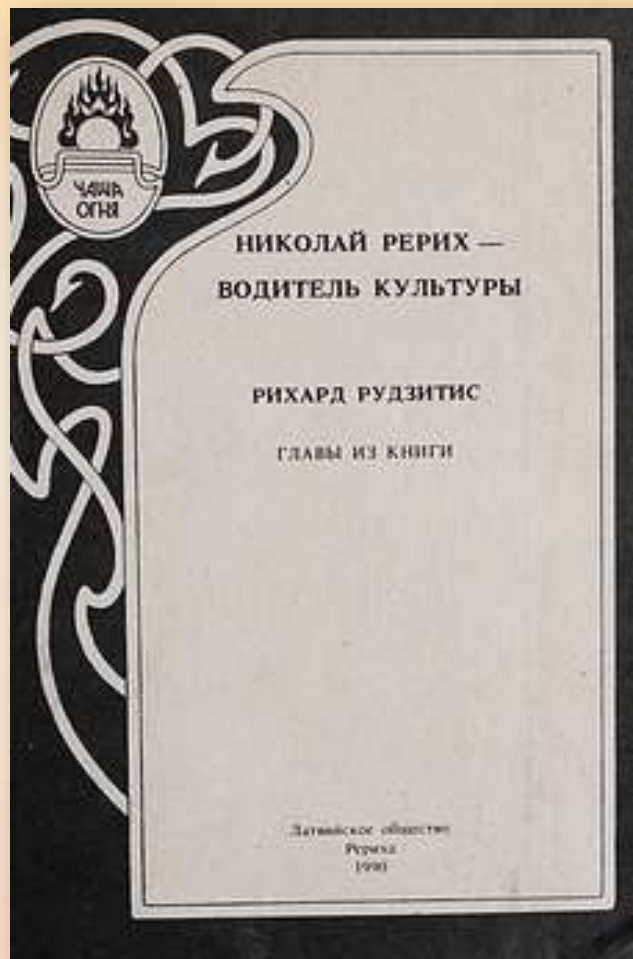 ЧАША
ОГНЯ
НИКОЛАЙ РЕРИХ —
ВОДИТЕЛЬ КУЛЬТУРЫ
РИХАРД РУДЗИТИС
ГЛАВЫ ИЗ КНИГИ
Латвийское общество
Рериха
1990